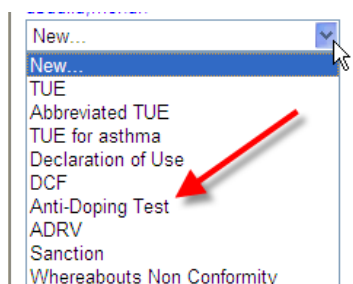 New...
New...
TUE
Abbreviated TUE
TUE for asthma
Declaration of Use
DCF
Anti-Doping Test
ADRV
Sanction
Whereabouts Non Conformity